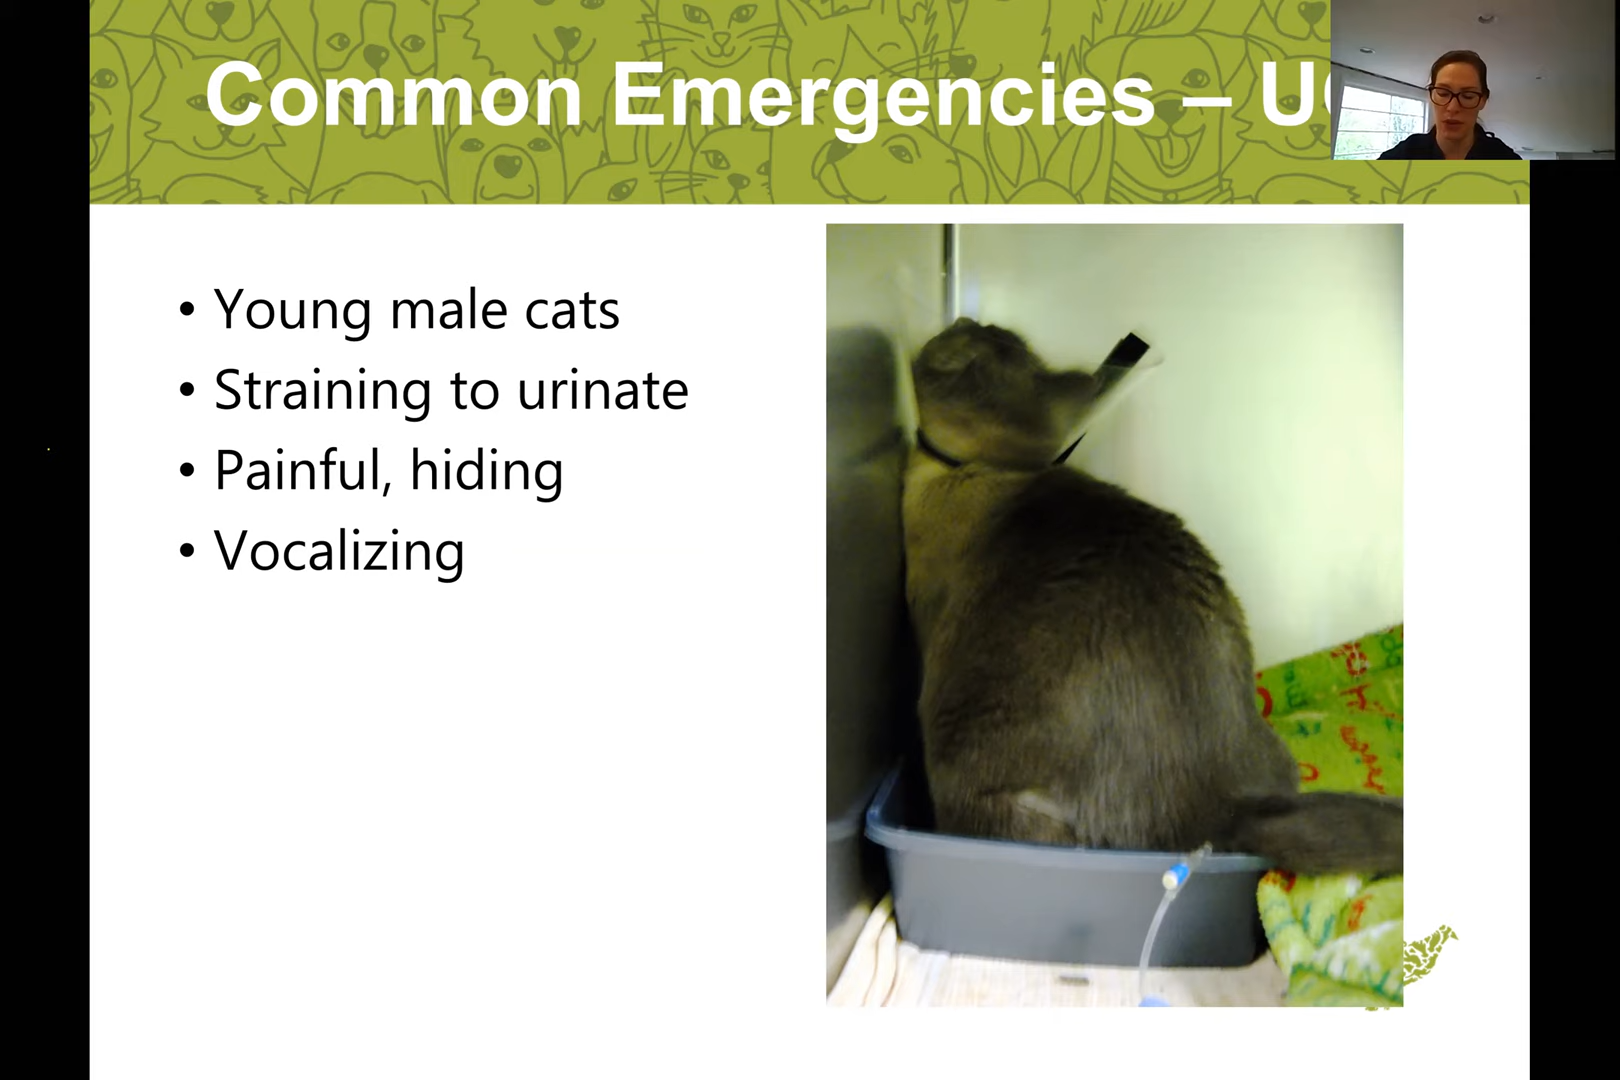 Common Emergencies –
• Young male cats
• Straining to urinate
• Painful, hiding
• Vocalizing